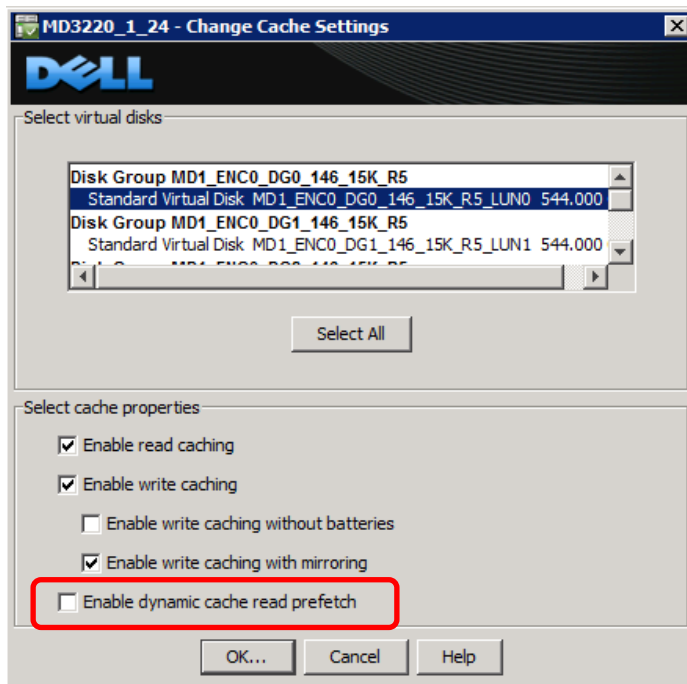 MD3220_1_24 - Change Cache Settings
DELL
Select virtual disks
Disk Group MD1_ENC0_DG0_146_15K_R5
Standard Virtual Disk MD1_ENC0_DG0_146_15K_R5_LUN0 544.000
Disk Group MD1_ENC0_DG1_146_15K_R5
Standard Virtual Disk MD1_ENC0_DG1_146_15K_R5_LUN1 544.000
Select All
Select cache properties
Enable read caching
Enable write caching
Enable write caching without batteries
Enable write caching with mirroring
Enable dynamic cache read prefetch
OK...
Cancel
Help